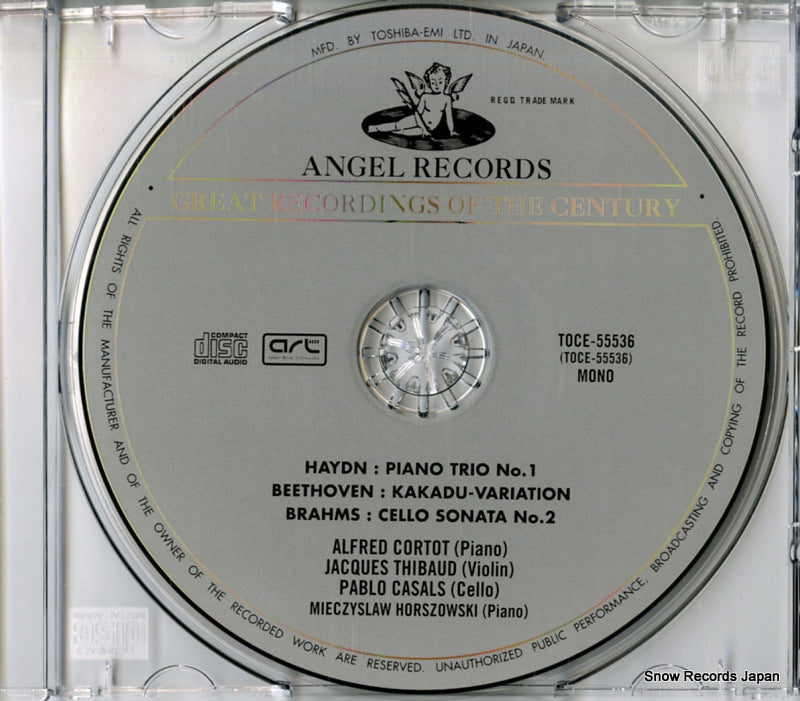 MFD. BY TOSHIBA-EMI LTD. IN JAPAN.
REGD. TRADE MARK
ANGEL RECORDS
GREAT RECORDINGS OF THE CENTURY
COMPACT
disc
DIGITAL AUDIO
art
TOCE-55536
(TOCE-55536)
MONO
HAYDN : PIANO TRIO No.1
BEETHOVEN : KAKADU-VARIATION
BRAHMS : CELLO SONATA No.2
ALFRED CORTOT (Piano)
JACQUES THIBAUD (Violin)
PABLO CASALS (Cello)
MIECZYSLAW HORSZOWSKI (Piano)
ALL RIGHTS OF THE MANUFACTURER AND OF THE OWNER OF THE RECORDED WORK ARE RESERVED. UNAUTHORIZED PUBLIC PERFORMANCE, BROADCASTING AND COPYING OF THE RECORD PROHIBITED.
Snow Records Japan